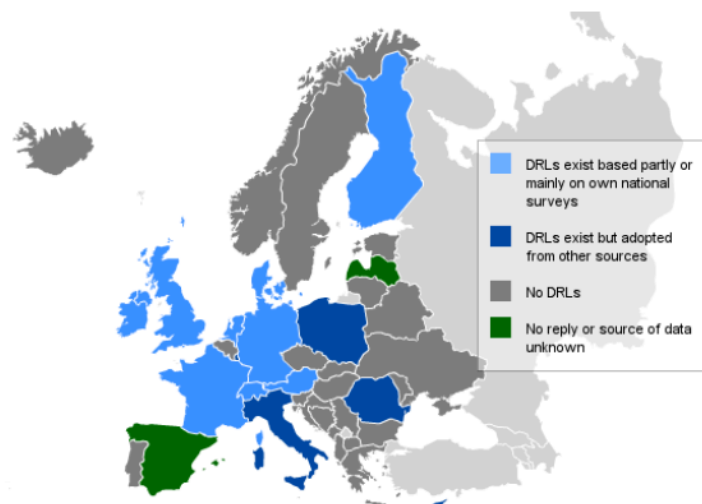 DRLs exist based partly or
mainly on own national
surveys
DRLs exist but adopted
from other sources
No DRLs
No reply or source of data
unknown